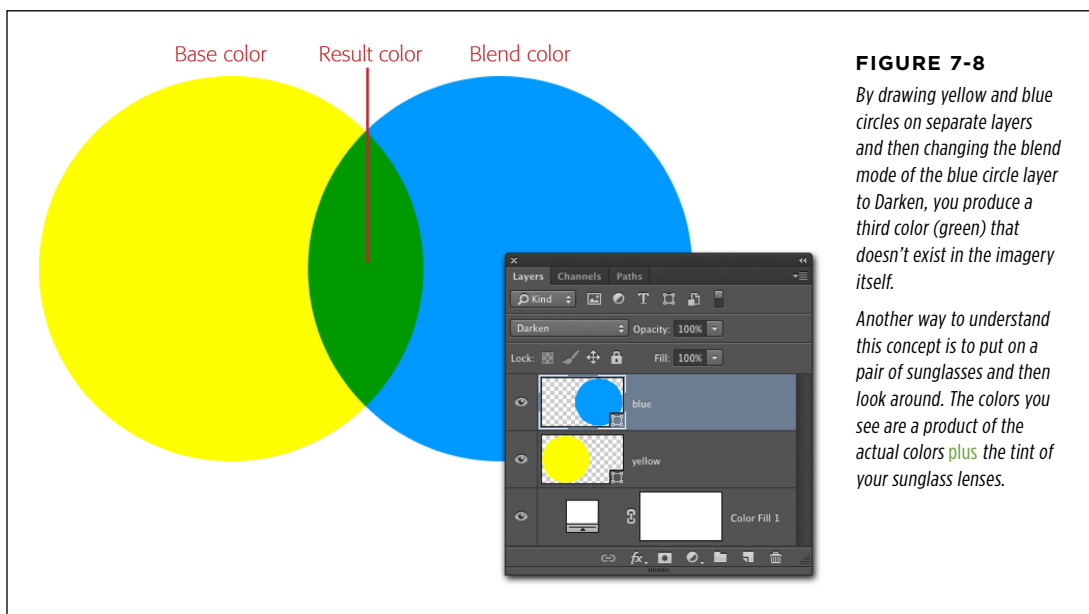 Base color
Result color
Blend color
FIGURE 7-8
By drawing yellow and blue
circles on separate layers
and then changing the blend
mode of the blue circle layer
to Darken, you produce a
third color (green) that
doesn’t exist in the imagery
itself.
Another way to understand
this concept is to put on a
pair of sunglasses and then
look around. The colors you
see are a product of the
actual colors plus the tint of
your sunglass lenses.
Layers Channels Paths
Kind T
Darken Opacity: 100%
Lock: Fill: 100%
blue
yellow
Color Fill 1
fx